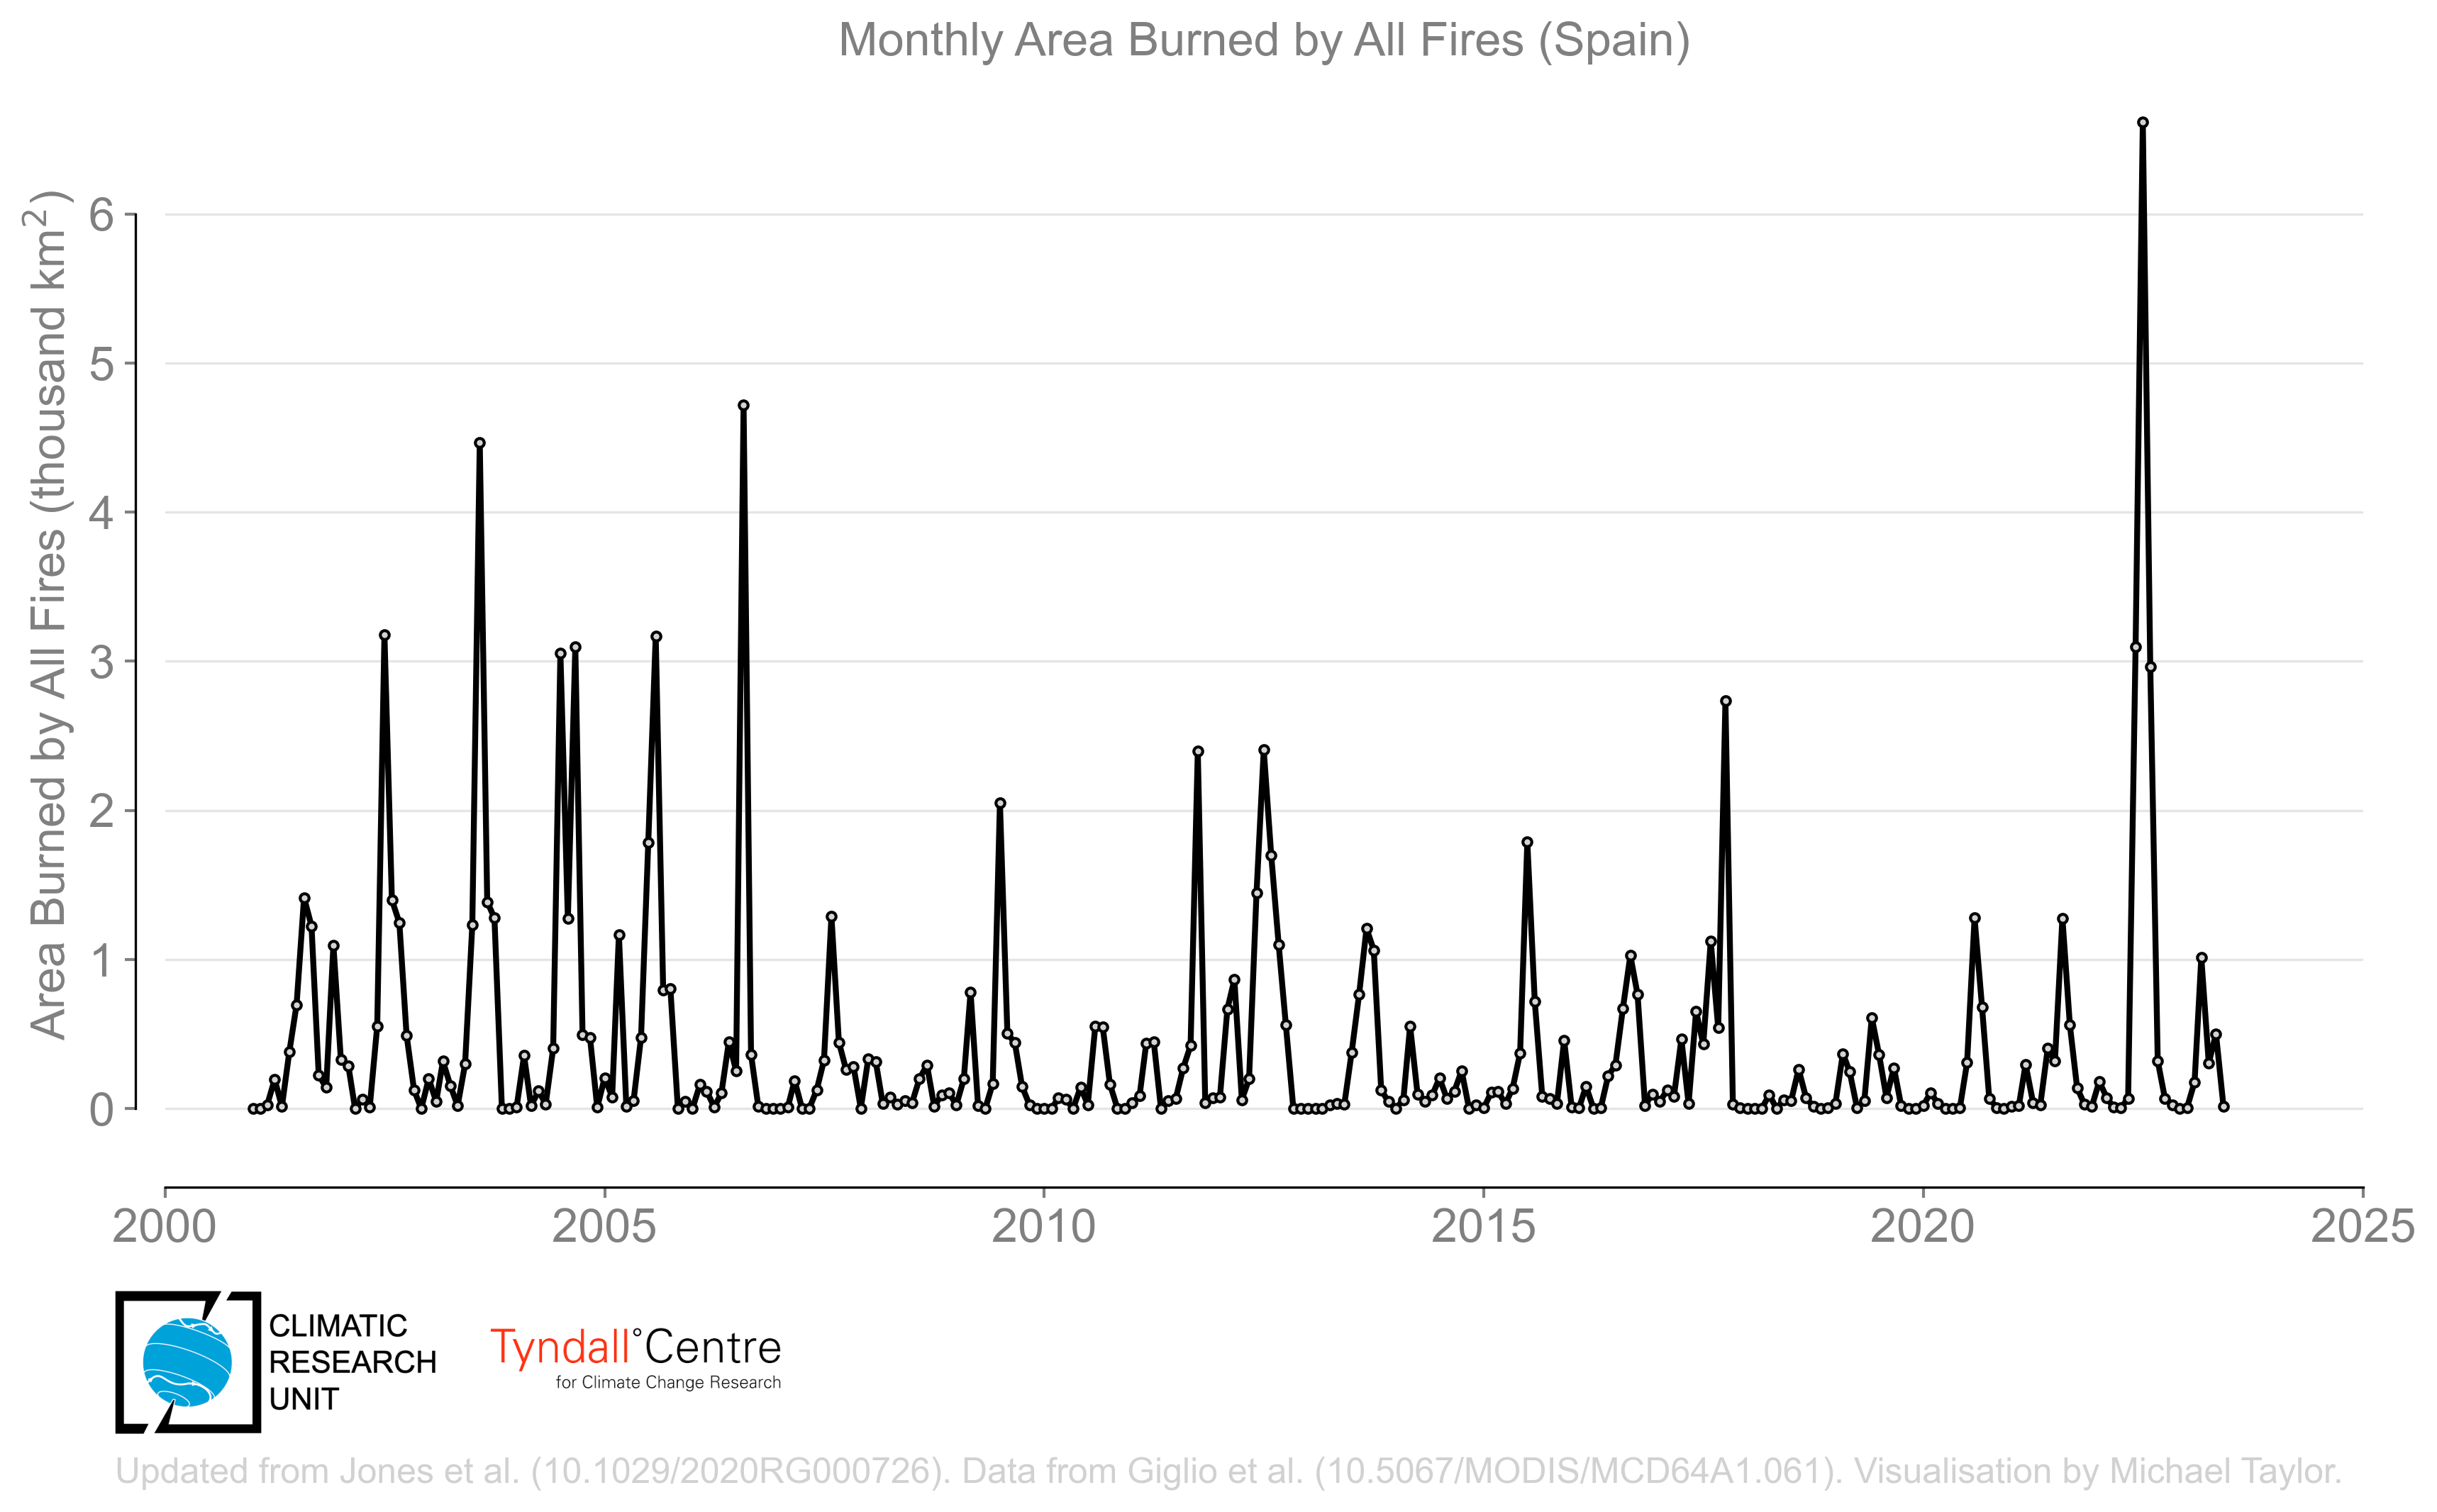 Monthly Area Burned by All Fires (Spain)
Area Burned by All Fires (thousand km²)
6
5
4
3
2
1
0
2000 2005 2010 2015 2020 2025
CLIMATIC
RESEARCH
UNIT
Tyndall°Centre
for Climate Change Research
Updated from Jones et al. (10.1029/2020RG000726). Data from Giglio et al. (10.5067/MODIS/MCD64A1.061). Visualisation by Michael Taylor.